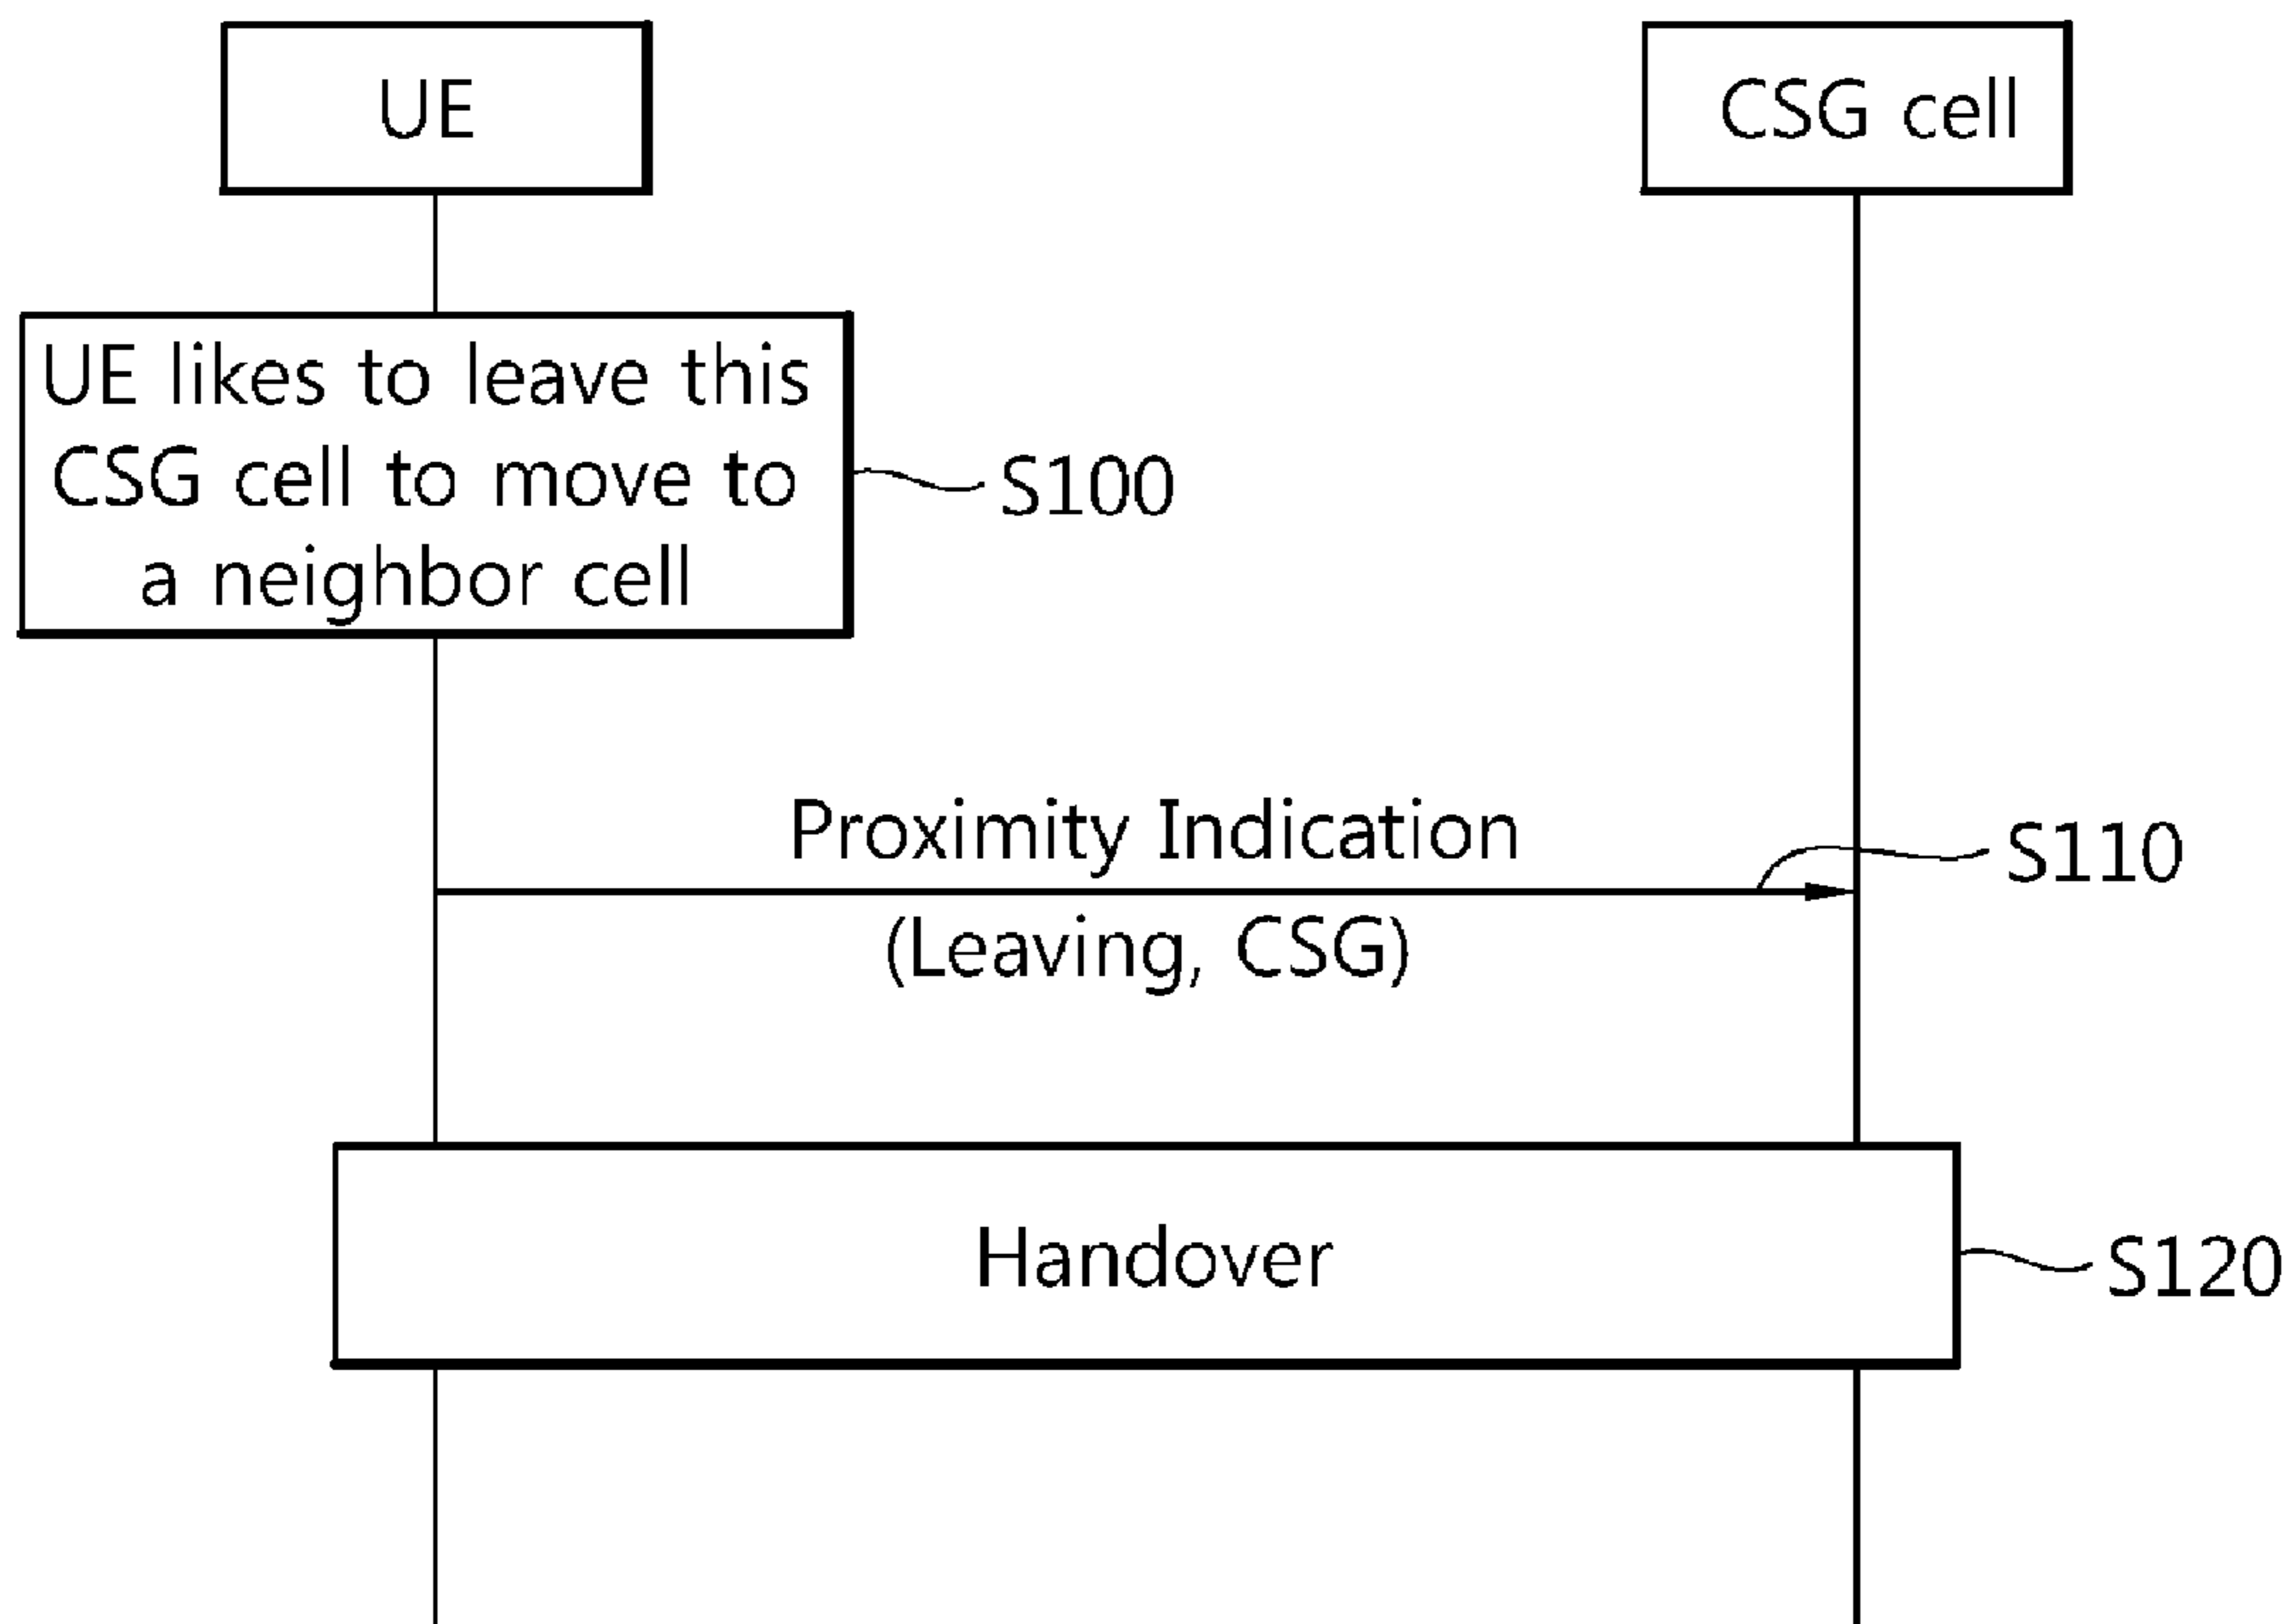 UE
CSG cell
UE likes to leave this
CSG cell to move to
a neighbor cell
S100
Proximity Indication
S110
(Leaving, CSG)
Handover
S120